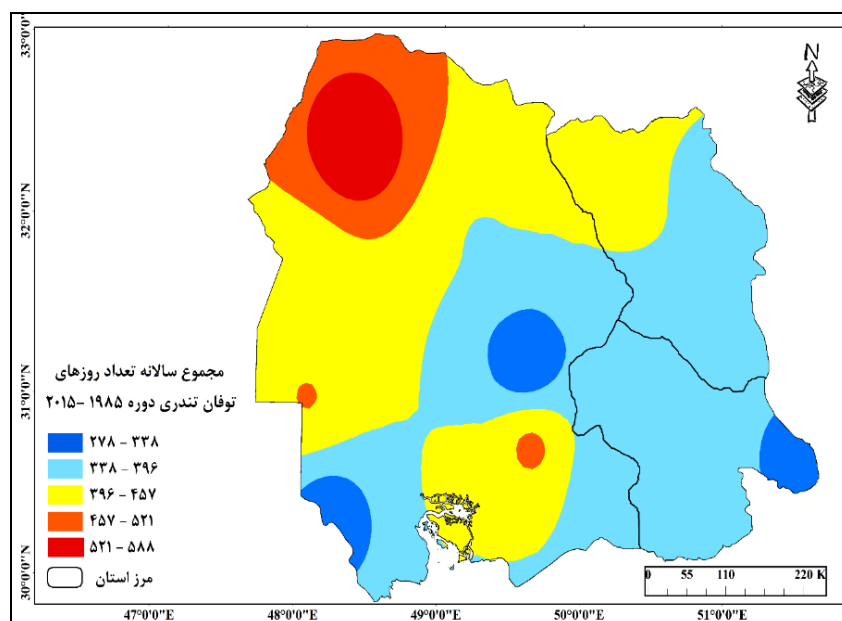 N
33°0'0"N
32°0'0"N
31°0'0"N
30°0'0"N
مجموع سالانه تعداد روزهای
توفان تندری دوره ۱۹۸۵ -۲۰۱۵
۲۷۸ - ۳۳۸
۳۳۸ - ۳۹۶
۳۹۶ - ۴۵۷
۴۵۷ - ۵۲۱
۵۲۱ - ۵۸۸
مرز استان
0 55 110 220 K
47°0'0"E 48°0'0"E 49°0'0"E 50°0'0"E 51°0'0"E